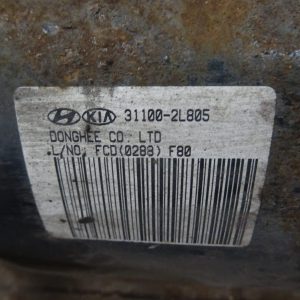 KIA 31100-2L805
DONGHEE CO. LTD
L/NO: FCD(0288) F80